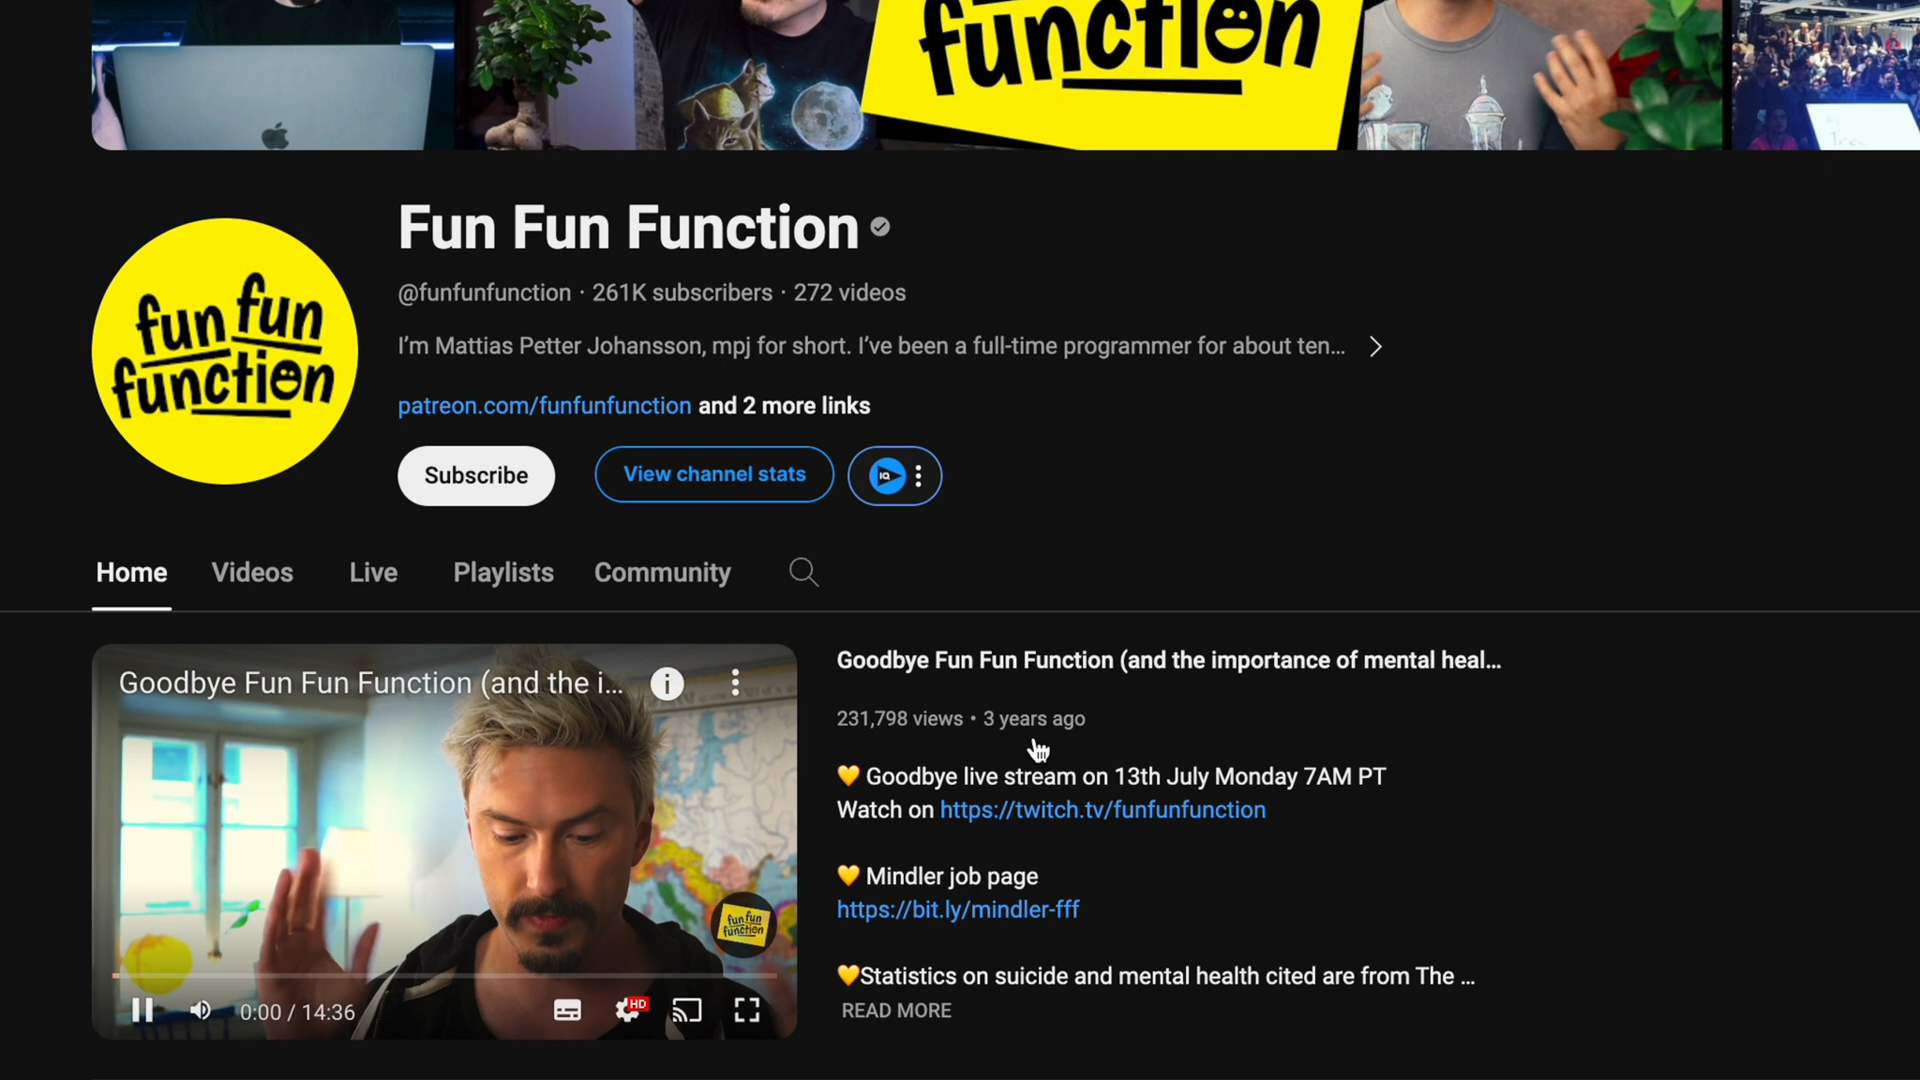 function
Fun Fun Function
@funfunfunction · 261K subscribers · 272 videos
I'm Mattias Petter Johansson, mpj for short. I've been a full-time programmer for about ten...
patreon.com/funfunfunction and 2 more links
fun fun
function
Subscribe
View channel stats
IQ
Home
Videos
Live
Playlists
Community
Goodbye Fun Fun Function (and the i...
fun fun
function
0:00 / 14:36
HD
Goodbye Fun Fun Function (and the importance of mental heal...
231,798 views • 3 years ago
💛 Goodbye live stream on 13th July Monday 7AM PT
Watch on https://twitch.tv/funfunfunction
💛 Mindler job page
https://bit.ly/mindler-fff
💛Statistics on suicide and mental health cited are from The ...
READ MORE